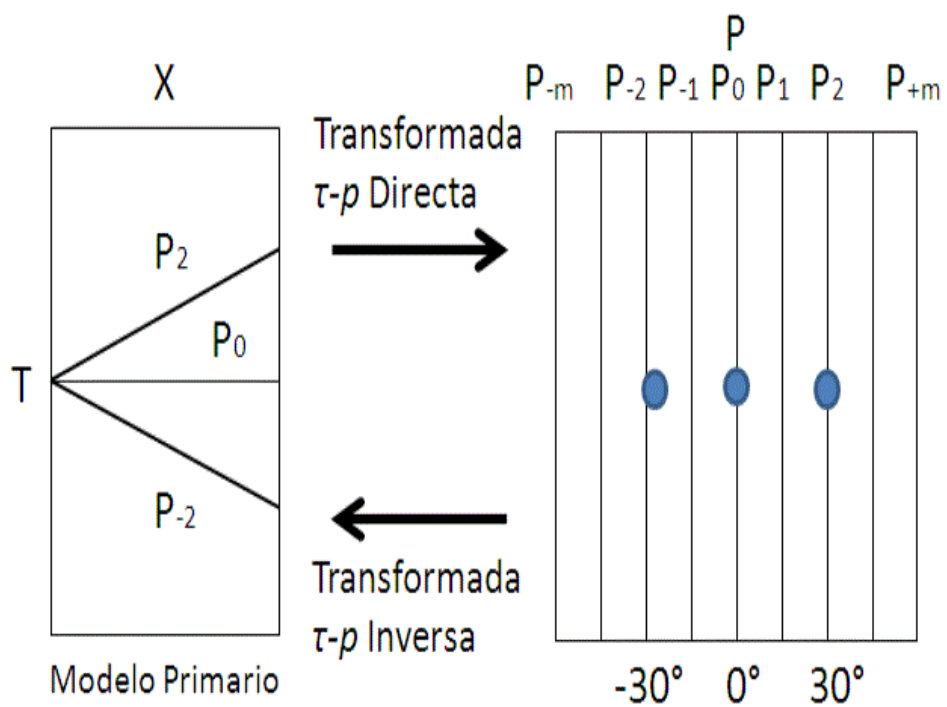 X
P₂
P₀
T
P₋₂
Modelo Primario
Transformada
τ-p Directa
Transformada
τ-p Inversa
P
P₋ₘ P₋₂ P₋₁ P₀ P₁ P₂ P₊ₘ
-30° 0° 30°